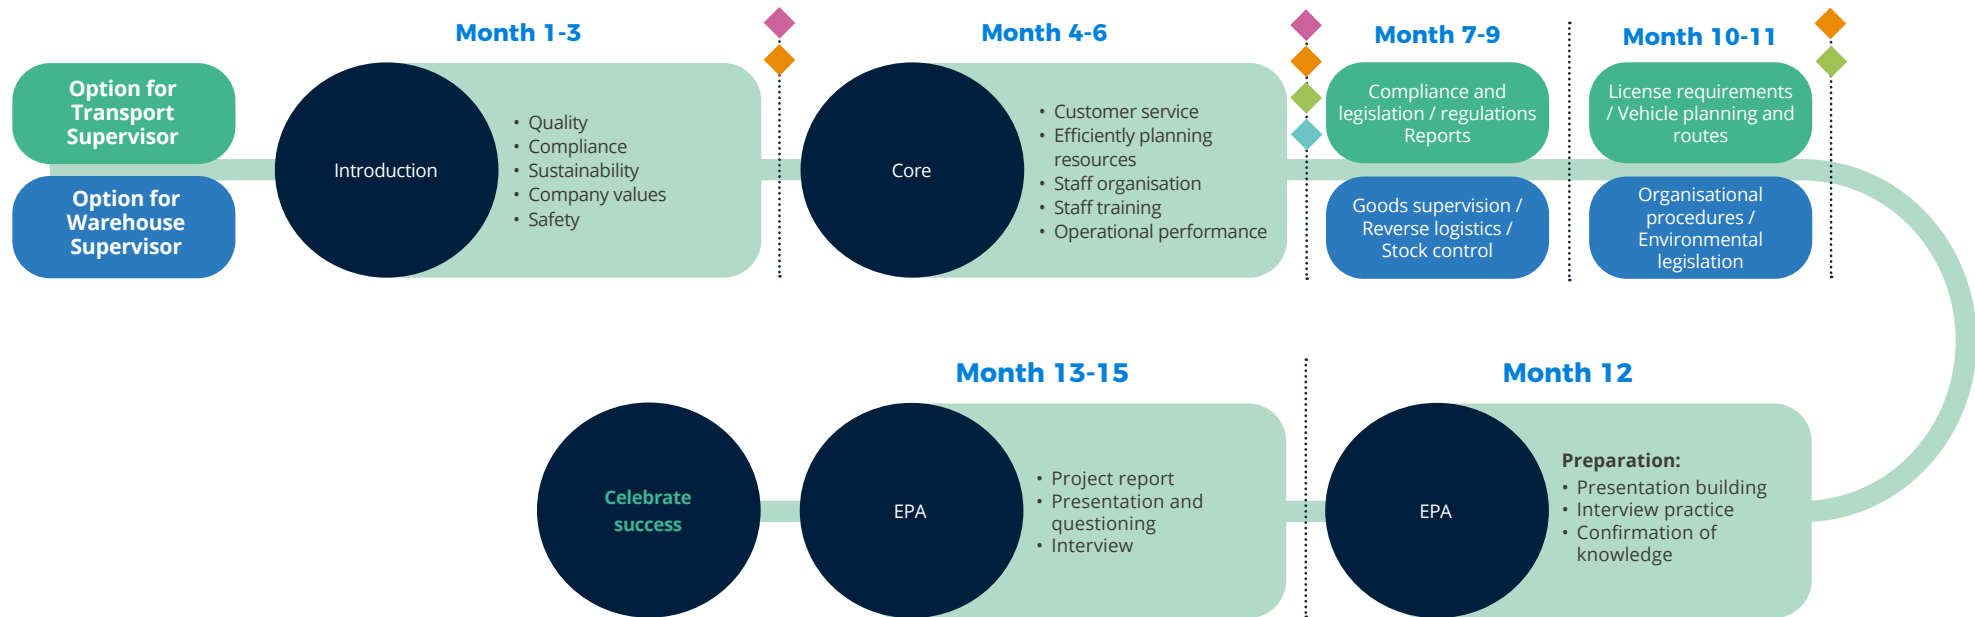 Month 1-3
Month 4-6
Month 7-9
Month 10-11
Option for
Transport
Supervisor
Option for
Warehouse
Supervisor
Introduction
• Quality
• Compliance
• Sustainability
• Company values
• Safety
Core
• Customer service
• Efficiently planning
resources
• Staff organisation
• Staff training
• Operational performance
Compliance and
legislation / regulations
Reports
Goods supervision /
Reverse logistics /
Stock control
License requirements
/ Vehicle planning and
routes
Organisational
procedures /
Environmental
legislation
Month 12
EPA
Preparation:
• Presentation building
• Interview practice
• Confirmation of
knowledge
Month 13-15
EPA
• Project report
• Presentation and
questioning
• Interview
Celebrate
success